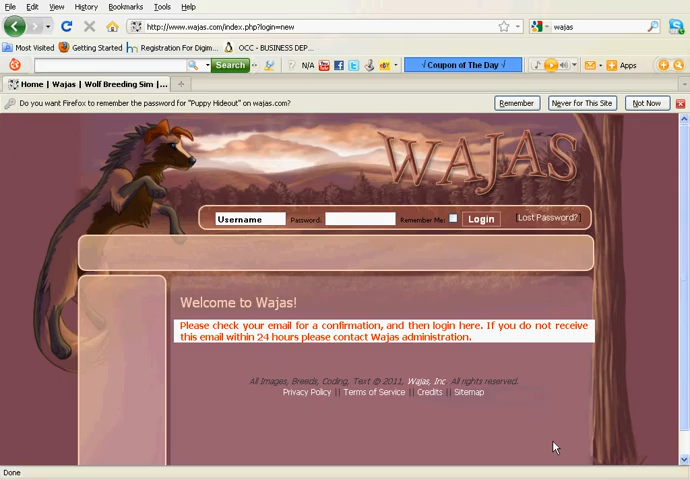 File Edit View History Bookmarks Tools Help
http://www.wajas.com/index.php?login=new
wajas
Most Visited Getting Started Registration For Digim... OCC - BUSINESS DEP...
Search N/A √ Coupon of The Day √ Apps
Home | Wajas | Wolf Breeding Sim |...
Do you want Firefox to remember the password for "Puppy Hideout" on wajas.com? Remember Never for This Site Not Now
WAJAS
Username Password: Remember Me: Login [Lost Password?]
Welcome to Wajas!
Please check your email for a confirmation, and then login here. If you do not receive
this email within 24 hours please contact Wajas administration.
All Images, Breeds, Coding, Text @ 2011, Wajas, Inc All rights reserved.
Privacy Policy || Terms of Service || Credits || Sitemap
Done